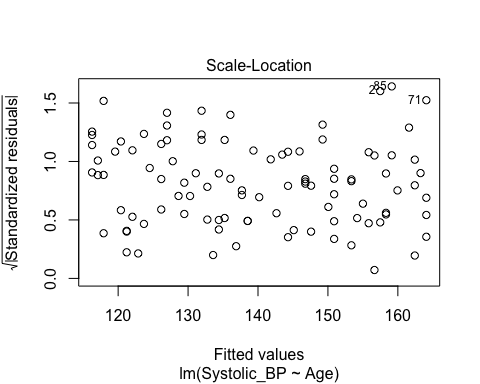 Scale-Location
√|Standardized residuals|
1.5
1.0
0.5
0.0
85
71
120
130
140
150
160
Fitted values
lm(Systolic_BP ~ Age)